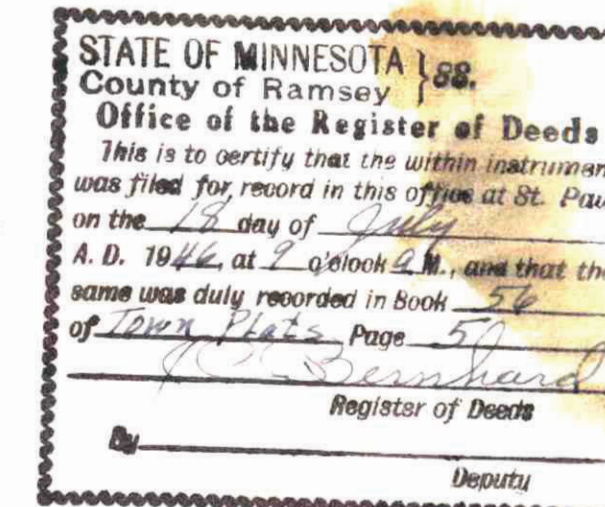 STATE OF MINNESOTA } SS.
County of Ramsey
Office of the Register of Deeds
This is to certify that the within instrumen
was filed for record in this office at St. Pau
on the 18 day of July
A. D. 1946, at 9 o'clock A M., and that the
same was duly recorded in Book 56
of Town Plats Page 5
Bernhard
Register of Deeds
By
Deputy